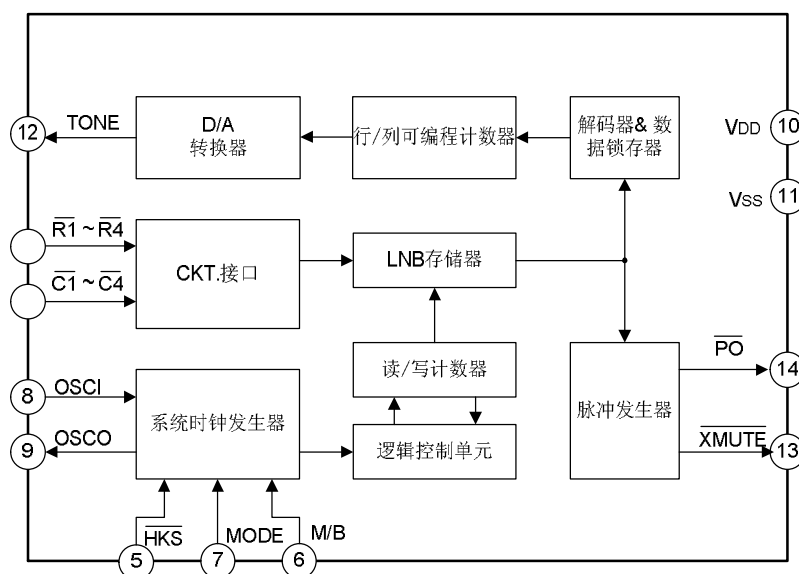 D/A
转换器
行/列可编程计数器
解码器& 数
据锁存器
12
TONE
VDD
10
VSS
11
R1 ~ R4
C1 ~ C4
CKT.接口
LNB存储器
读/写计数器
PO
14
8
OSCI
9
OSCO
系统时钟发生器
逻辑控制单元
脉冲发生器
XMUTE
13
HKS
MODE
M/B
5
7
6